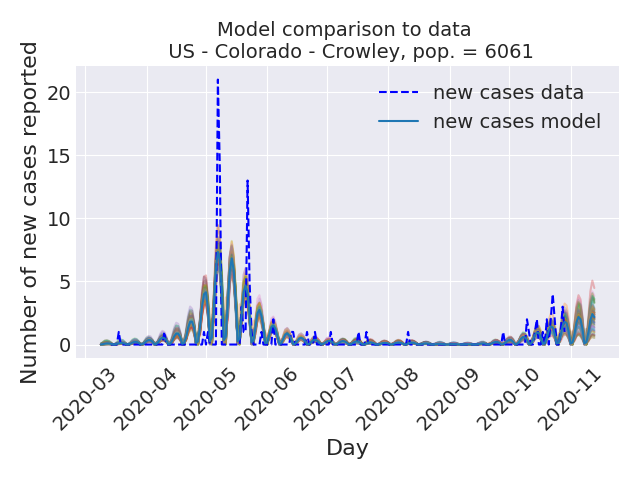 Model comparison to data
US - Colorado - Crowley, pop. = 6061
Number of new cases reported
20
15
10
5
0
new cases data
new cases model
2020-03
2020-04
2020-05
2020-06
2020-07
2020-08
2020-09
2020-10
2020-11
Day